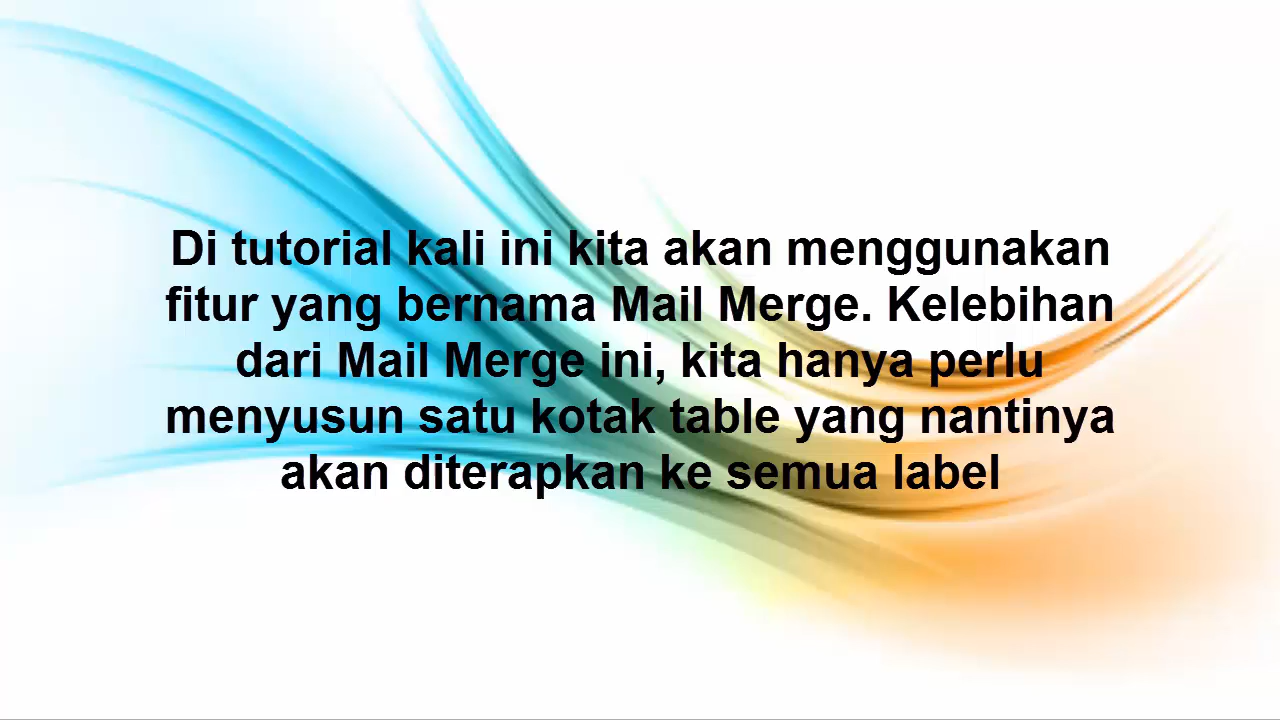 Di tutorial kali ini kita akan menggunakan
fitur yang bernama Mail Merge. Kelebihan
dari Mail Merge ini, kita hanya perlu
menyusun satu kotak table yang nantinya
akan diterapkan ke semua label